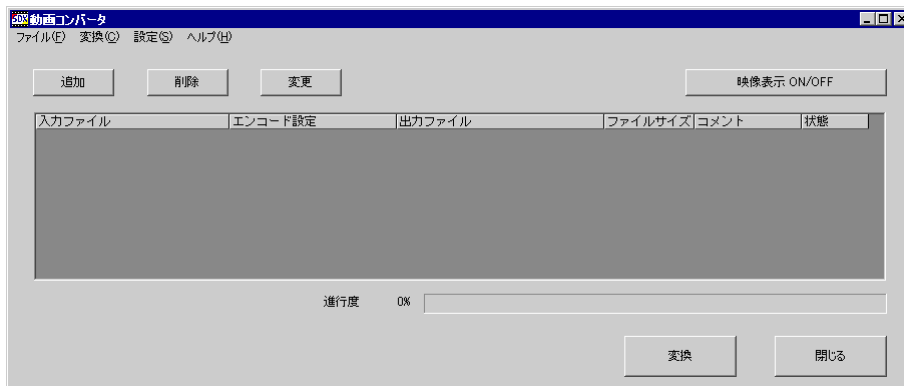 SDX 動画コンバータ
ファイル(F) 変換(C) 設定(S) ヘルプ(H)
追加 削除 変更 映像表示 ON/OFF
入力ファイル エンコード設定 出力ファイル ファイルサイズ コメント 状態
進行度 0%
変換 閉じる